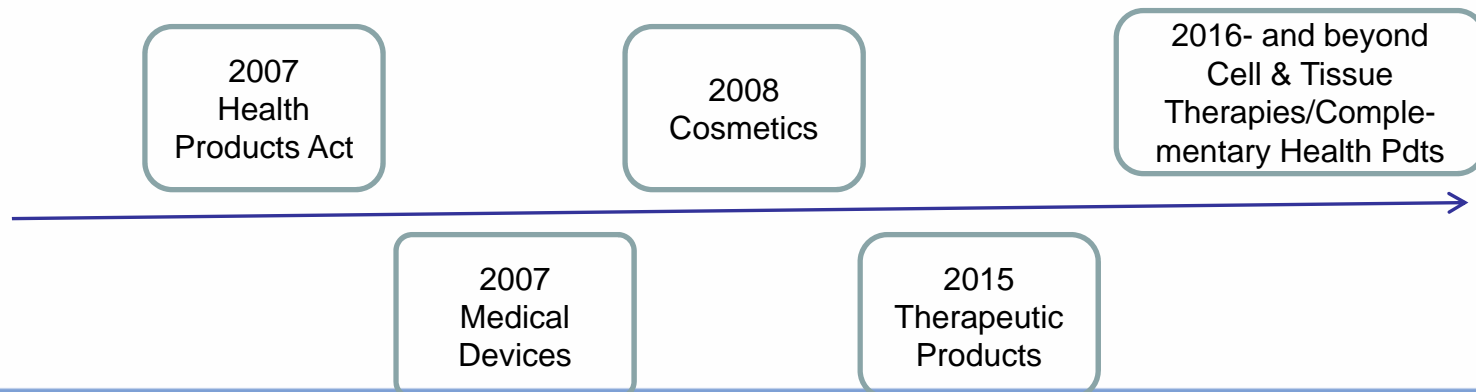 2007
Health
Products Act
2007
Medical
Devices
2008
Cosmetics
2015
Therapeutic
Products
2016- and beyond
Cell & Tissue
Therapies/Comple-
mentary Health Pdts